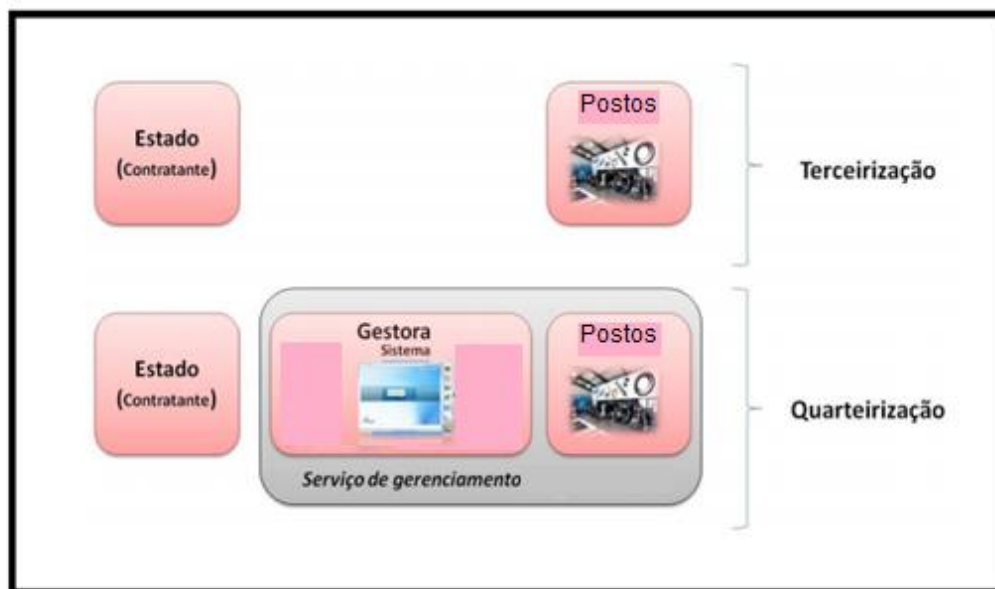 Estado
(Contratante)
Postos
Terceirização
Estado
(Contratante)
Gestora
Sistema
Postos
Serviço de gerenciamento
Quarteirização